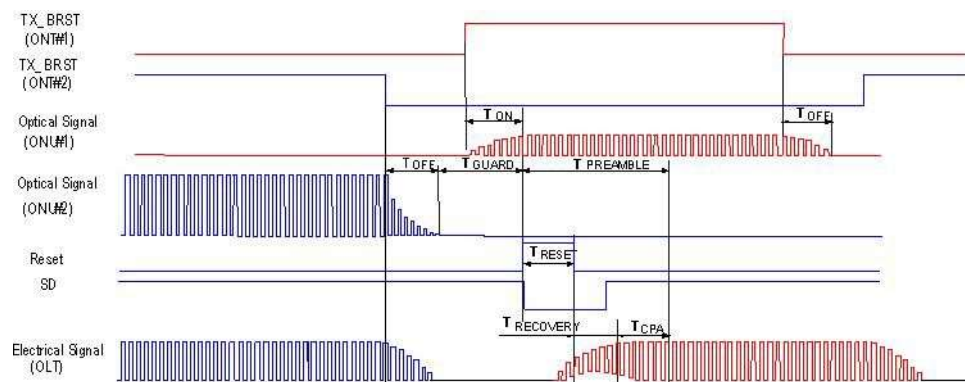 TX_BRST
(ONT#1)
TX_BRST
(ONT#2)
Optical Signal
(ONU#1)
TON
TOFF
TOFF
TGUARD
TPREAMBLE
Optical Signal
(ONU#2)
Reset
TRESET
SD
TRECOVERY
TCPA
Electrical Signal
(OLT)